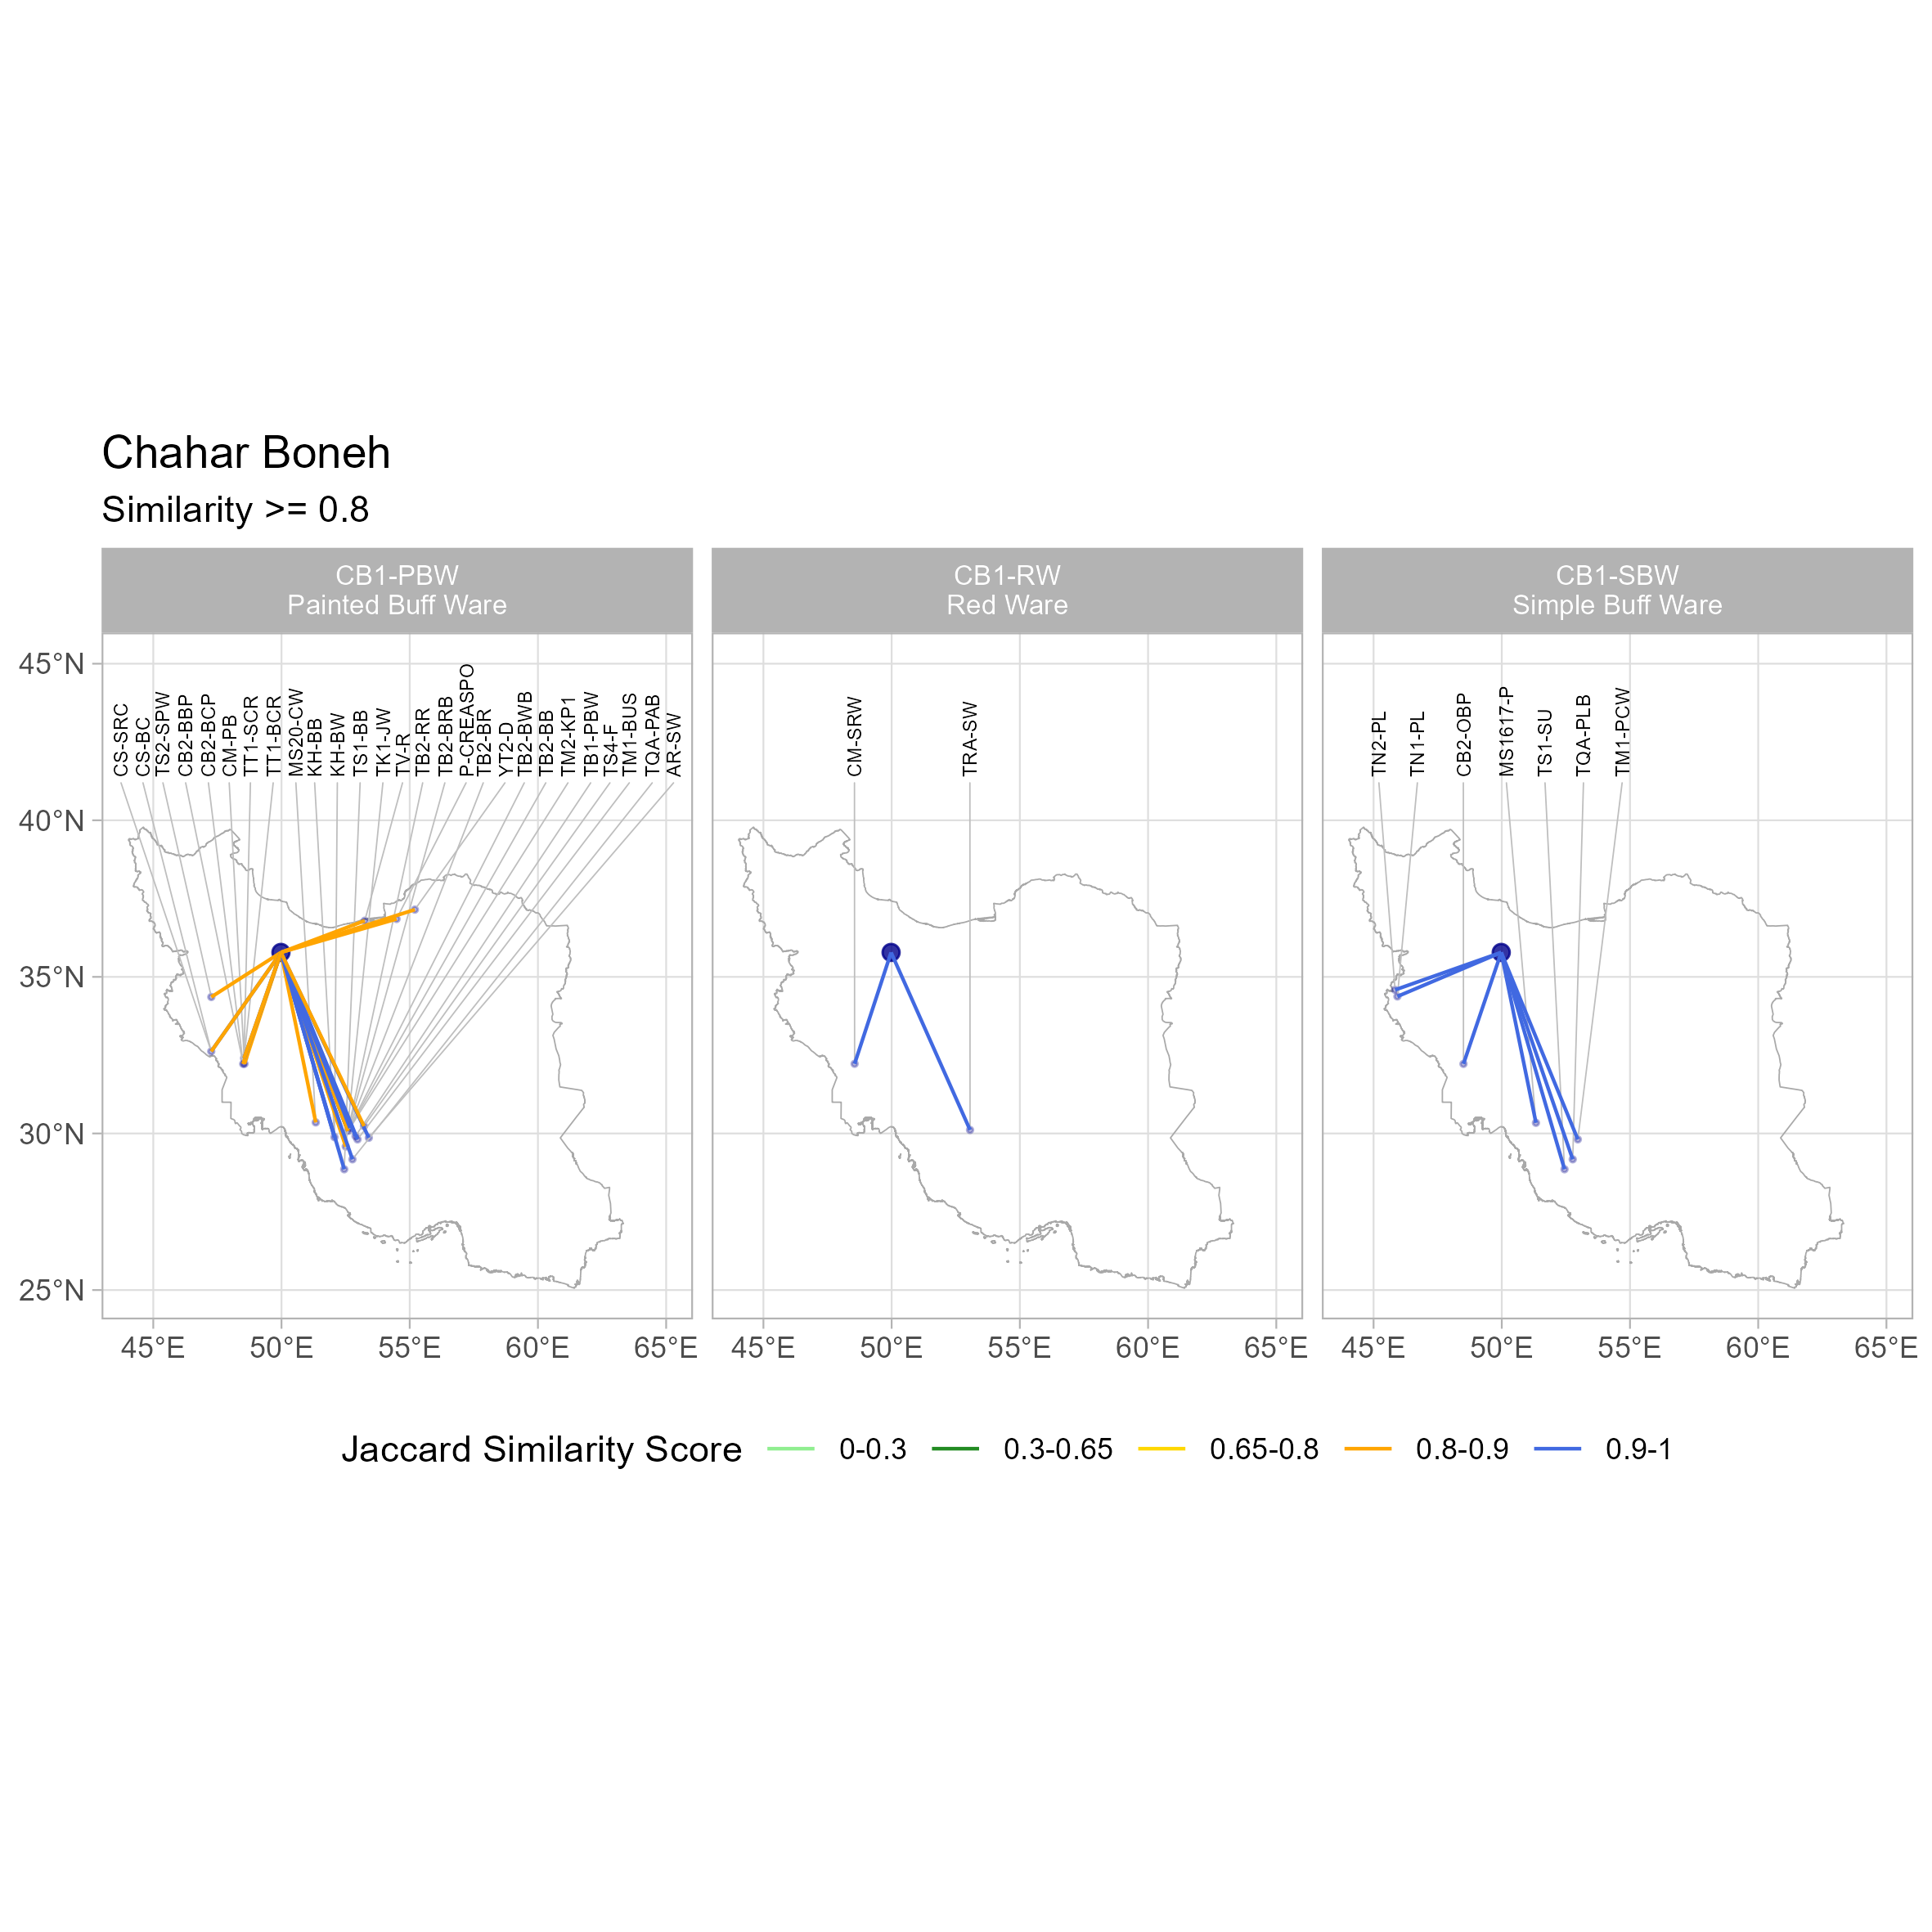 Chahar Boneh
Similarity >= 0.8
CB1-PBW
Painted Buff Ware
CB1-RW
Red Ware
CB1-SBW
Simple Buff Ware
45°N
40°N
35°N
30°N
25°N
CS-SRC
CS-BC
TS2-SPW
CB2-BBP
CB2-BCP
CM-PB
TT1-SCR
TT1-BCR
MS20-CW
KH-BB
KH-BW
TS1-BB
TK1-JW
TV-R
TB2-RR
TB2-BRB
P-CREASPO
TB2-BR
YT2-D
TB2-BWB
TB2-BB
TM2-KP1
TB1-PBW
TS4-F
TM1-BUS
TQA-PAB
AR-SW
CM-SRW
TRA-SW
TN2-PL
TN1-PL
CB2-OBP
MS1617-P
TS1-SU
TQA-PLB
TM1-PCW
45°E 50°E 55°E 60°E 65°E
45°E 50°E 55°E 60°E 65°E
45°E 50°E 55°E 60°E 65°E
Jaccard Similarity Score 0-0.3 0.3-0.65 0.65-0.8 0.8-0.9 0.9-1